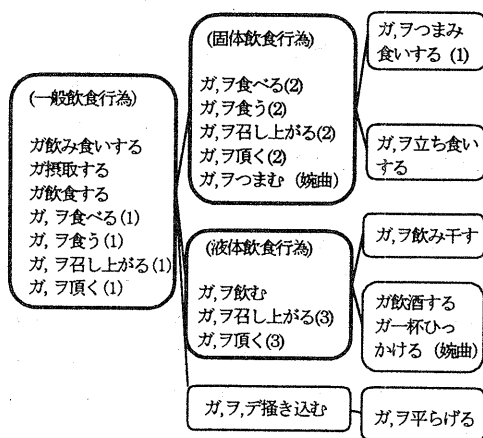 (一般飲食行為)
ガ飲み食いする
ガ摂取する
ガ飲食する
ガ, ヲ食べる(1)
ガ, ヲ食う(1)
ガ, ヲ召し上がる(1)
ガ, ヲ頂く(1)
(固体飲食行為)
ガ,ヲ食べる(2)
ガ,ヲ食う(2)
ガ,ヲ召し上がる(2)
ガ,ヲ頂く(2)
ガ,ヲつまむ (婉曲)
ガ,ヲつまみ
食いする (1)
ガ,ヲ立ち食い
する
(液体飲食行為)
ガ,ヲ飲む
ガ,ヲ召し上がる(3)
ガ,ヲ頂く(3)
ガ,ヲ飲み干す
ガ飲酒する
ガ一杯ひっ
かける (婉曲)
ガ,ヲ,デ掻き込む
ガ,ヲ平らげる